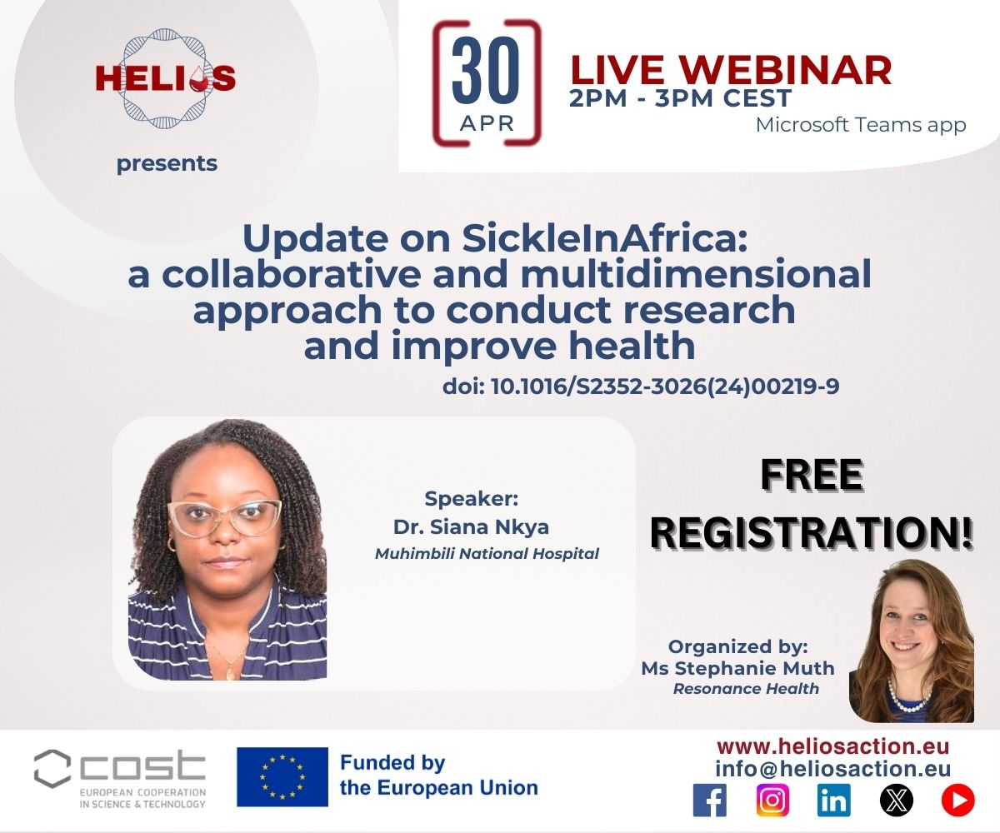 HELIOS
presents
30
APR
LIVE WEBINAR
2PM - 3PM CEST
Microsoft Teams app
Update on SickleInAfrica:
a collaborative and multidimensional
approach to conduct research
and improve health
doi: 10.1016/S2352-3026(24)00219-9
Speaker:
Dr. Siana Nkya
Muhimbili National Hospital
FREE
REGISTRATION!
Organized by:
Ms Stephanie Muth
Resonance Health
cost
EUROPEAN COOPERATION
IN SCIENCE & TECHNOLOGY
Funded by
the European Union
www.heliosaction.eu
info@heliosaction.eu